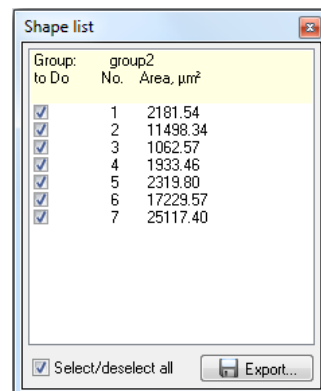 Shape list
Group: group2
to Do No. Area, µm²
1 2181.54
2 11498.34
3 1062.57
4 1933.46
5 2319.80
6 17229.57
7 25117.40
Select/deselect all Export...